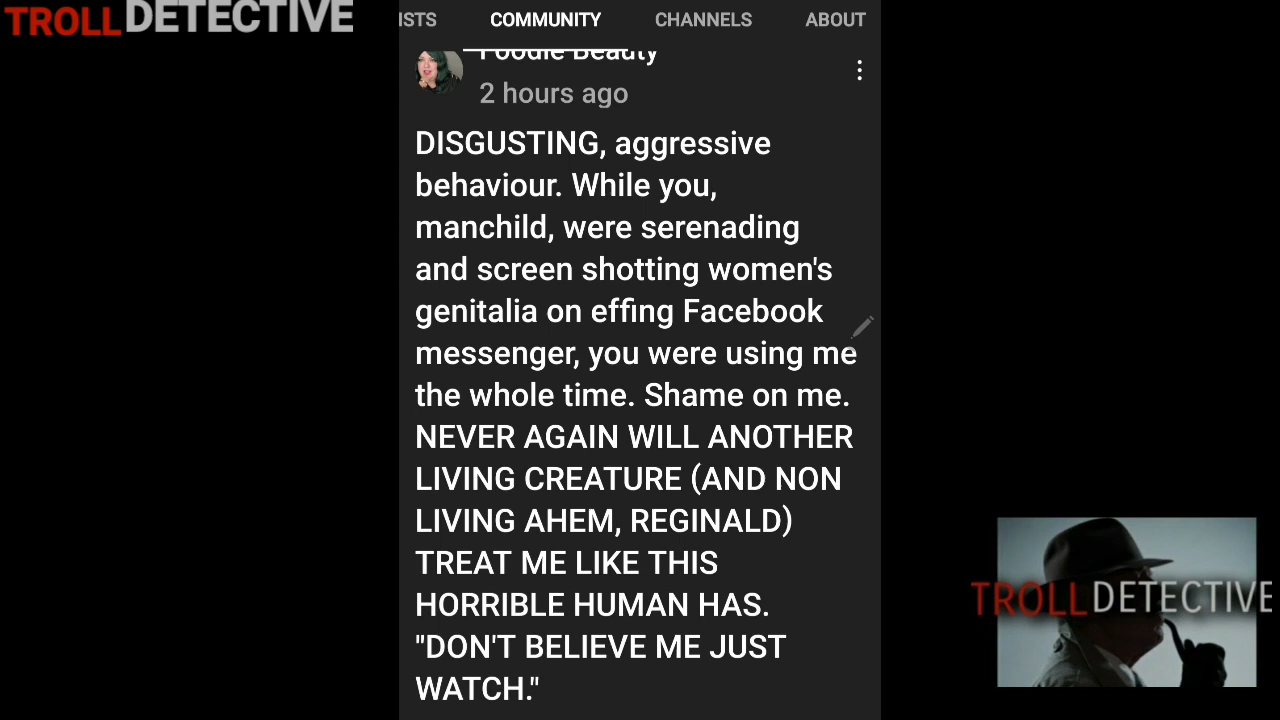 TROLLDETECTIVE
ISTS COMMUNITY CHANNELS ABOUT
Foodie Beauty
2 hours ago
DISGUSTING, aggressive
behaviour. While you,
manchild, were serenading
and screen shotting women's
genitalia on effing Facebook
messenger, you were using me
the whole time. Shame on me.
NEVER AGAIN WILL ANOTHER
LIVING CREATURE (AND NON
LIVING AHEM, REGINALD)
TREAT ME LIKE THIS
HORRIBLE HUMAN HAS.
"DON'T BELIEVE ME JUST
WATCH."
TROLLDETECTIVE